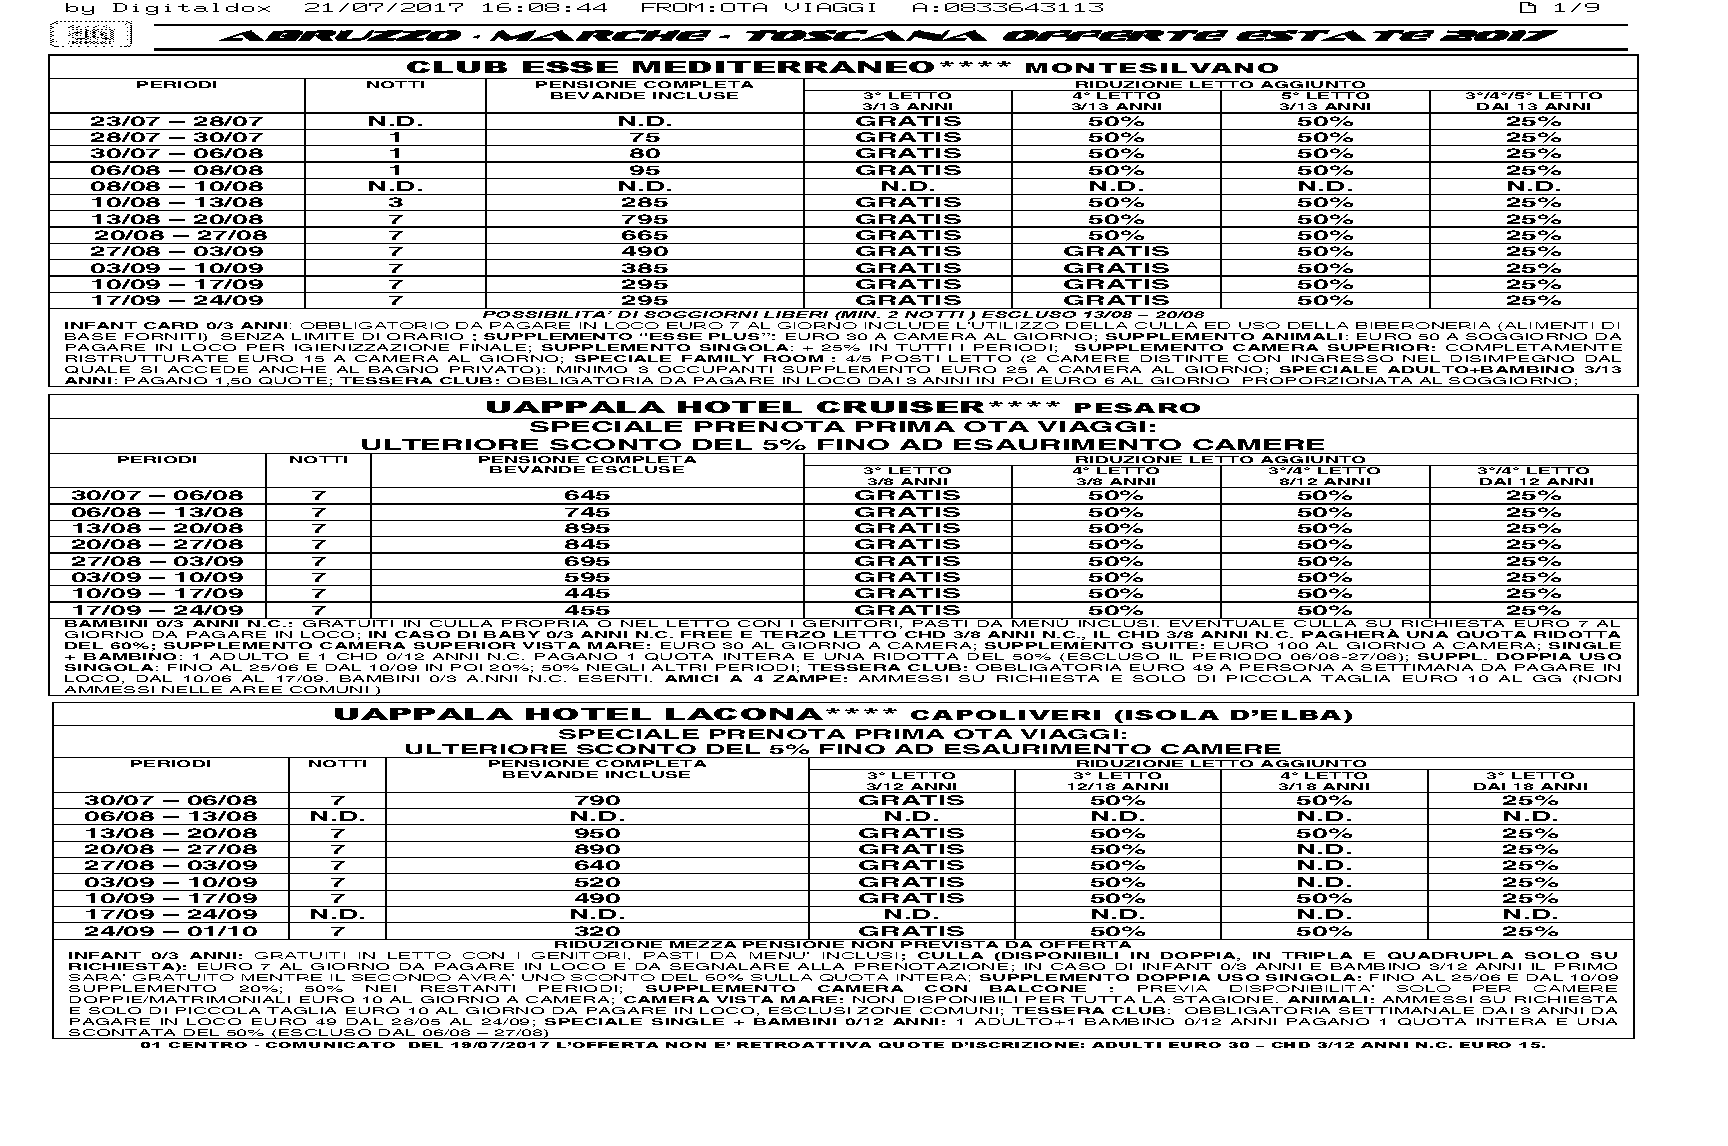 by Digitaldox 21/07/2017 16:08:44 FROM:OTA VIAGGI A:0833643113 1/9
ABRUZZO - MARCHE - TOSCANA OFFERTE ESTATE 2017
CLUB ESSE MEDITERRANEO**** MONTESILVANO
PERIODI NOTTI PENSIONE COMPLETA RIDUZIONE LETTO AGGIUNTO
BEVANDE INCLUSE 3° LETTO 4° LETTO 5° LETTO 3°/4°/5° LETTO
3/13 ANNI 3/13 ANNI 3/13 ANNI DAI 13 ANNI
23/07 – 28/07 N.D. N.D. GRATIS 50% 50% 25%
28/07 – 30/07 1 75 GRATIS 50% 50% 25%
30/07 – 06/08 1 80 GRATIS 50% 50% 25%
06/08 – 08/08 1 95 GRATIS 50% 50% 25%
08/08 – 10/08 N.D. N.D. N.D. N.D. N.D. N.D.
10/08 – 13/08 3 285 GRATIS 50% 50% 25%
13/08 – 20/08 7 795 GRATIS 50% 50% 25%
20/08 – 27/08 7 665 GRATIS 50% 50% 25%
27/08 – 03/09 7 490 GRATIS GRATIS 50% 25%
03/09 – 10/09 7 385 GRATIS GRATIS 50% 25%
10/09 – 17/09 7 295 GRATIS GRATIS 50% 25%
17/09 – 24/09 7 295 GRATIS GRATIS 50% 25%
POSSIBILITA' DI SOGGIORNI LIBERI (MIN. 2 NOTTI ) ESCLUSO 13/08 – 20/08
INFANT CARD 0/3 ANNI: OBBLIGATORIO DA PAGARE IN LOCO EURO 7 AL GIORNO INCLUDE L'UTILIZZO DELLA CULLA ED USO DELLA BIBERONERIA (ALIMENTI DI
BASE FORNITI) SENZA LIMITE DI ORARIO ; SUPPLEMENTO "ESSE PLUS": EURO 30 A CAMERA AL GIORNO; SUPPLEMENTO ANIMALI: EURO 50 A SOGGIORNO DA
PAGARE IN LOCO PER IGIENIZZAZIONE FINALE; SUPPLEMENTO SINGOLA: + 25% IN TUTTI I PERIODI; SUPPLEMENTO CAMERA SUPERIOR: COMPLETAMENTE
RISTRUTTURATE EURO 15 A CAMERA AL GIORNO; SPECIALE FAMILY ROOM : 4/5 POSTI LETTO (2 CAMERE DISTINTE CON INGRESSO NEL DISIMPEGNO DAL
QUALE SI ACCEDE ANCHE AL BAGNO PRIVATO): MINIMO 3 OCCUPANTI SUPPLEMENTO EURO 25 A CAMERA AL GIORNO; SPECIALE ADULTO+BAMBINO 3/13
ANNI: PAGANO 1,50 QUOTE; TESSERA CLUB: OBBLIGATORIA DA PAGARE IN LOCO DAI 3 ANNI IN POI EURO 6 AL GIORNO PROPORZIONATA AL SOGGIORNO;
UAPPALA HOTEL CRUISER**** PESARO
SPECIALE PRENOTA PRIMA OTA VIAGGI:
ULTERIORE SCONTO DEL 5% FINO AD ESAURIMENTO CAMERE
PERIODI NOTTI PENSIONE COMPLETA RIDUZIONE LETTO AGGIUNTO
BEVANDE ESCLUSE 3° LETTO 4° LETTO 3°/4° LETTO 3°/4° LETTO
3/8 ANNI 3/8 ANNI 8/12 ANNI DAI 12 ANNI
30/07 – 06/08 7 645 GRATIS 50% 50% 25%
06/08 – 13/08 7 745 GRATIS 50% 50% 25%
13/08 – 20/08 7 895 GRATIS 50% 50% 25%
20/08 – 27/08 7 845 GRATIS 50% 50% 25%
27/08 – 03/09 7 695 GRATIS 50% 50% 25%
03/09 – 10/09 7 595 GRATIS 50% 50% 25%
10/09 – 17/09 7 445 GRATIS 50% 50% 25%
17/09 – 24/09 7 455 GRATIS 50% 50% 25%
BAMBINI 0/3 ANNI N.C.: GRATUITI IN CULLA PROPRIA O NEL LETTO CON I GENITORI, PASTI DA MENÙ INCLUSI. EVENTUALE CULLA SU RICHIESTA EURO 7 AL
GIORNO DA PAGARE IN LOCO; IN CASO DI BABY 0/3 ANNI N.C. FREE E TERZO LETTO CHD 3/8 ANNI N.C., IL CHD 3/8 ANNI N.C. PAGHERÀ UNA QUOTA RIDOTTA
DEL 60%; SUPPLEMENTO CAMERA SUPERIOR VISTA MARE: EURO 30 AL GIORNO A CAMERA; SUPPLEMENTO SUITE: EURO 100 AL GIORNO A CAMERA; SINGLE
+ BAMBINO: 1 ADULTO E 1 CHD 0/12 ANNI N.C. PAGANO 1 QUOTA INTERA E UNA RIDOTTA DEL 50% (ESCLUSO IL PERIODO 06/08-27/08); SUPPL. DOPPIA USO
SINGOLA: FINO AL 25/06 E DAL 10/09 IN POI 20%; 50% NEGLI ALTRI PERIODI; TESSERA CLUB: OBBLIGATORIA EURO 49 A PERSONA A SETTIMANA DA PAGARE IN
LOCO, DAL 10/06 AL 17/09. BAMBINI 0/3 A.NNI N.C. ESENTI. AMICI A 4 ZAMPE: AMMESSI SU RICHIESTA E SOLO DI PICCOLA TAGLIA EURO 10 AL GG (NON
AMMESSI NELLE AREE COMUNI )
UAPPALA HOTEL LACONA**** CAPOLIVERI (ISOLA D'ELBA)
SPECIALE PRENOTA PRIMA OTA VIAGGI:
ULTERIORE SCONTO DEL 5% FINO AD ESAURIMENTO CAMERE
PERIODI NOTTI PENSIONE COMPLETA RIDUZIONE LETTO AGGIUNTO
BEVANDE INCLUSE 3° LETTO 3° LETTO 4° LETTO 3° LETTO
3/12 ANNI 12/18 ANNI 3/18 ANNI DAI 18 ANNI
30/07 – 06/08 7 790 GRATIS 50% 50% 25%
06/08 – 13/08 N.D. N.D. N.D. N.D. N.D. N.D.
13/08 – 20/08 7 950 GRATIS 50% 50% 25%
20/08 – 27/08 7 890 GRATIS 50% N.D. 25%
27/08 – 03/09 7 640 GRATIS 50% N.D. 25%
03/09 – 10/09 7 520 GRATIS 50% N.D. 25%
10/09 – 17/09 7 490 GRATIS 50% 50% 25%
17/09 – 24/09 N.D. N.D. N.D. N.D. N.D. N.D.
24/09 – 01/10 7 320 GRATIS 50% 50% 25%
RIDUZIONE MEZZA PENSIONE NON PREVISTA DA OFFERTA
INFANT 0/3 ANNI: GRATUITI IN LETTO CON I GENITORI, PASTI DA MENU' INCLUSI; CULLA (DISPONIBILI IN DOPPIA, IN TRIPLA E QUADRUPLA SOLO SU
RICHIESTA): EURO 7 AL GIORNO DA PAGARE IN LOCO E DA SEGNALARE ALLA PRENOTAZIONE; IN CASO DI INFANT 0/3 ANNI E BAMBINO 3/12 ANNI IL PRIMO
SARA' GRATUITO MENTRE IL SECONDO AVRA' UNO SCONTO DEL 50% SULLA QUOTA INTERA; SUPPLEMENTO DOPPIA USO SINGOLA: FINO AL 25/06 E DAL 10/09
SUPPLEMENTO 20%; 50% NEI RESTANTI PERIODI; SUPPLEMENTO CAMERA CON BALCONE : PREVIA DISPONIBILITA' SOLO PER CAMERE
DOPPIE/MATRIMONIALI EURO 10 AL GIORNO A CAMERA; CAMERA VISTA MARE: NON DISPONIBILI PER TUTTA LA STAGIONE. ANIMALI: AMMESSI SU RICHIESTA
E SOLO DI PICCOLA TAGLIA EURO 10 AL GIORNO DA PAGARE IN LOCO, ESCLUSI ZONE COMUNI; TESSERA CLUB: OBBLIGATORIA SETTIMANALE DAI 3 ANNI DA
PAGARE IN LOCO EURO 49 DAL 28/05 AL 24/09; SPECIALE SINGLE + BAMBINI 0/12 ANNI: 1 ADULTO+1 BAMBINO 0/12 ANNI PAGANO 1 QUOTA INTERA E UNA
SCONTATA DEL 50% (ESCLUSO DAL 06/08 – 27/08)
01 CENTRO - COMUNICATO DEL 19/07/2017 L'OFFERTA NON E' RETROATTIVA QUOTE D'ISCRIZIONE: ADULTI EURO 30 – CHD 3/12 ANNI N.C. EURO 15.